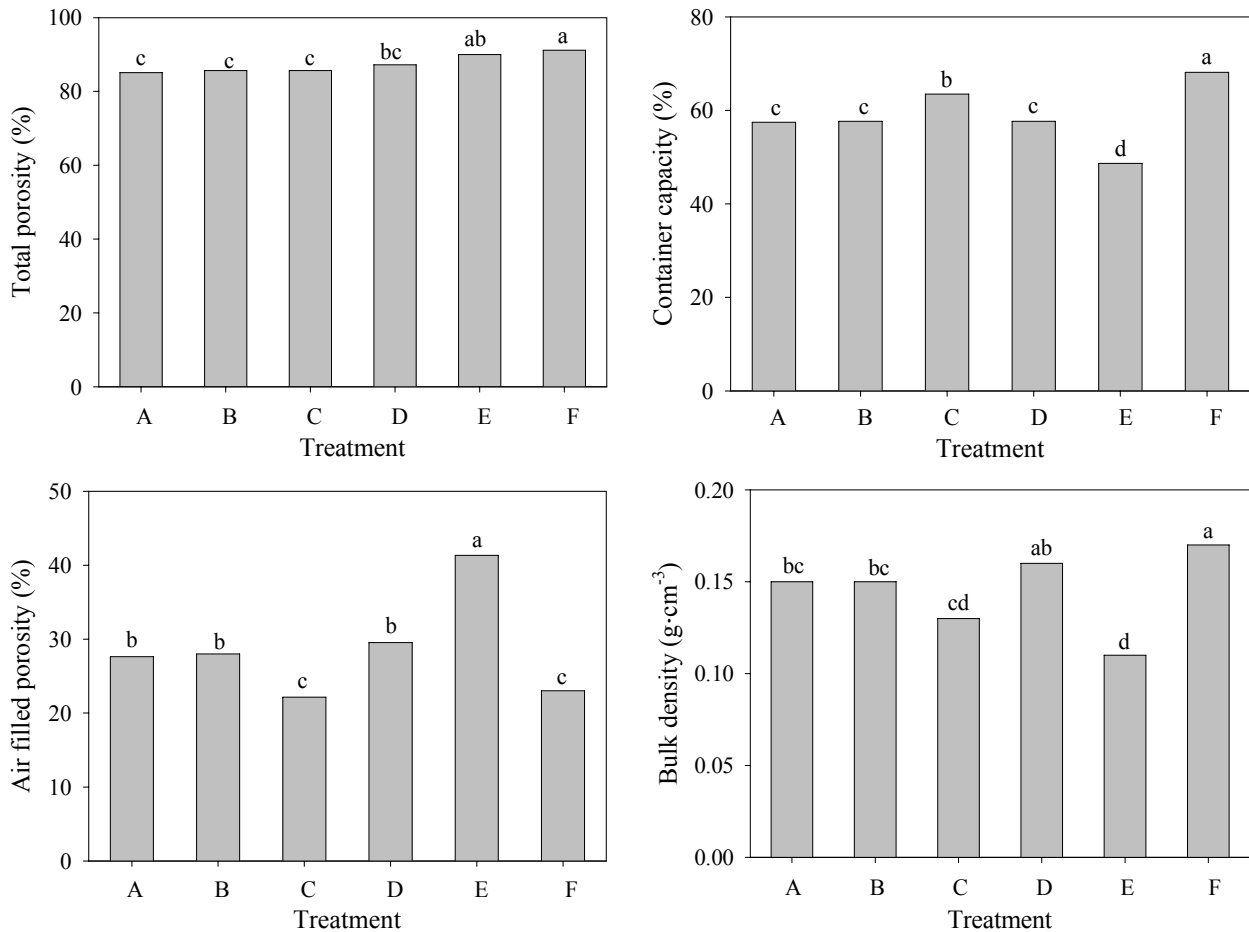 Total porosity (%)
100
80
60
40
20
0
c
c
c
bc
ab
a
A B C D E F
Treatment
Container capacity (%)
80
60
40
20
0
c
c
b
c
d
a
A B C D E F
Treatment
Air filled porosity (%)
50
40
30
20
10
0
b
b
c
b
a
c
A B C D E F
Treatment
Bulk density (g·cm⁻³)
0.20
0.15
0.10
0.05
0.00
bc
bc
cd
ab
d
a
A B C D E F
Treatment